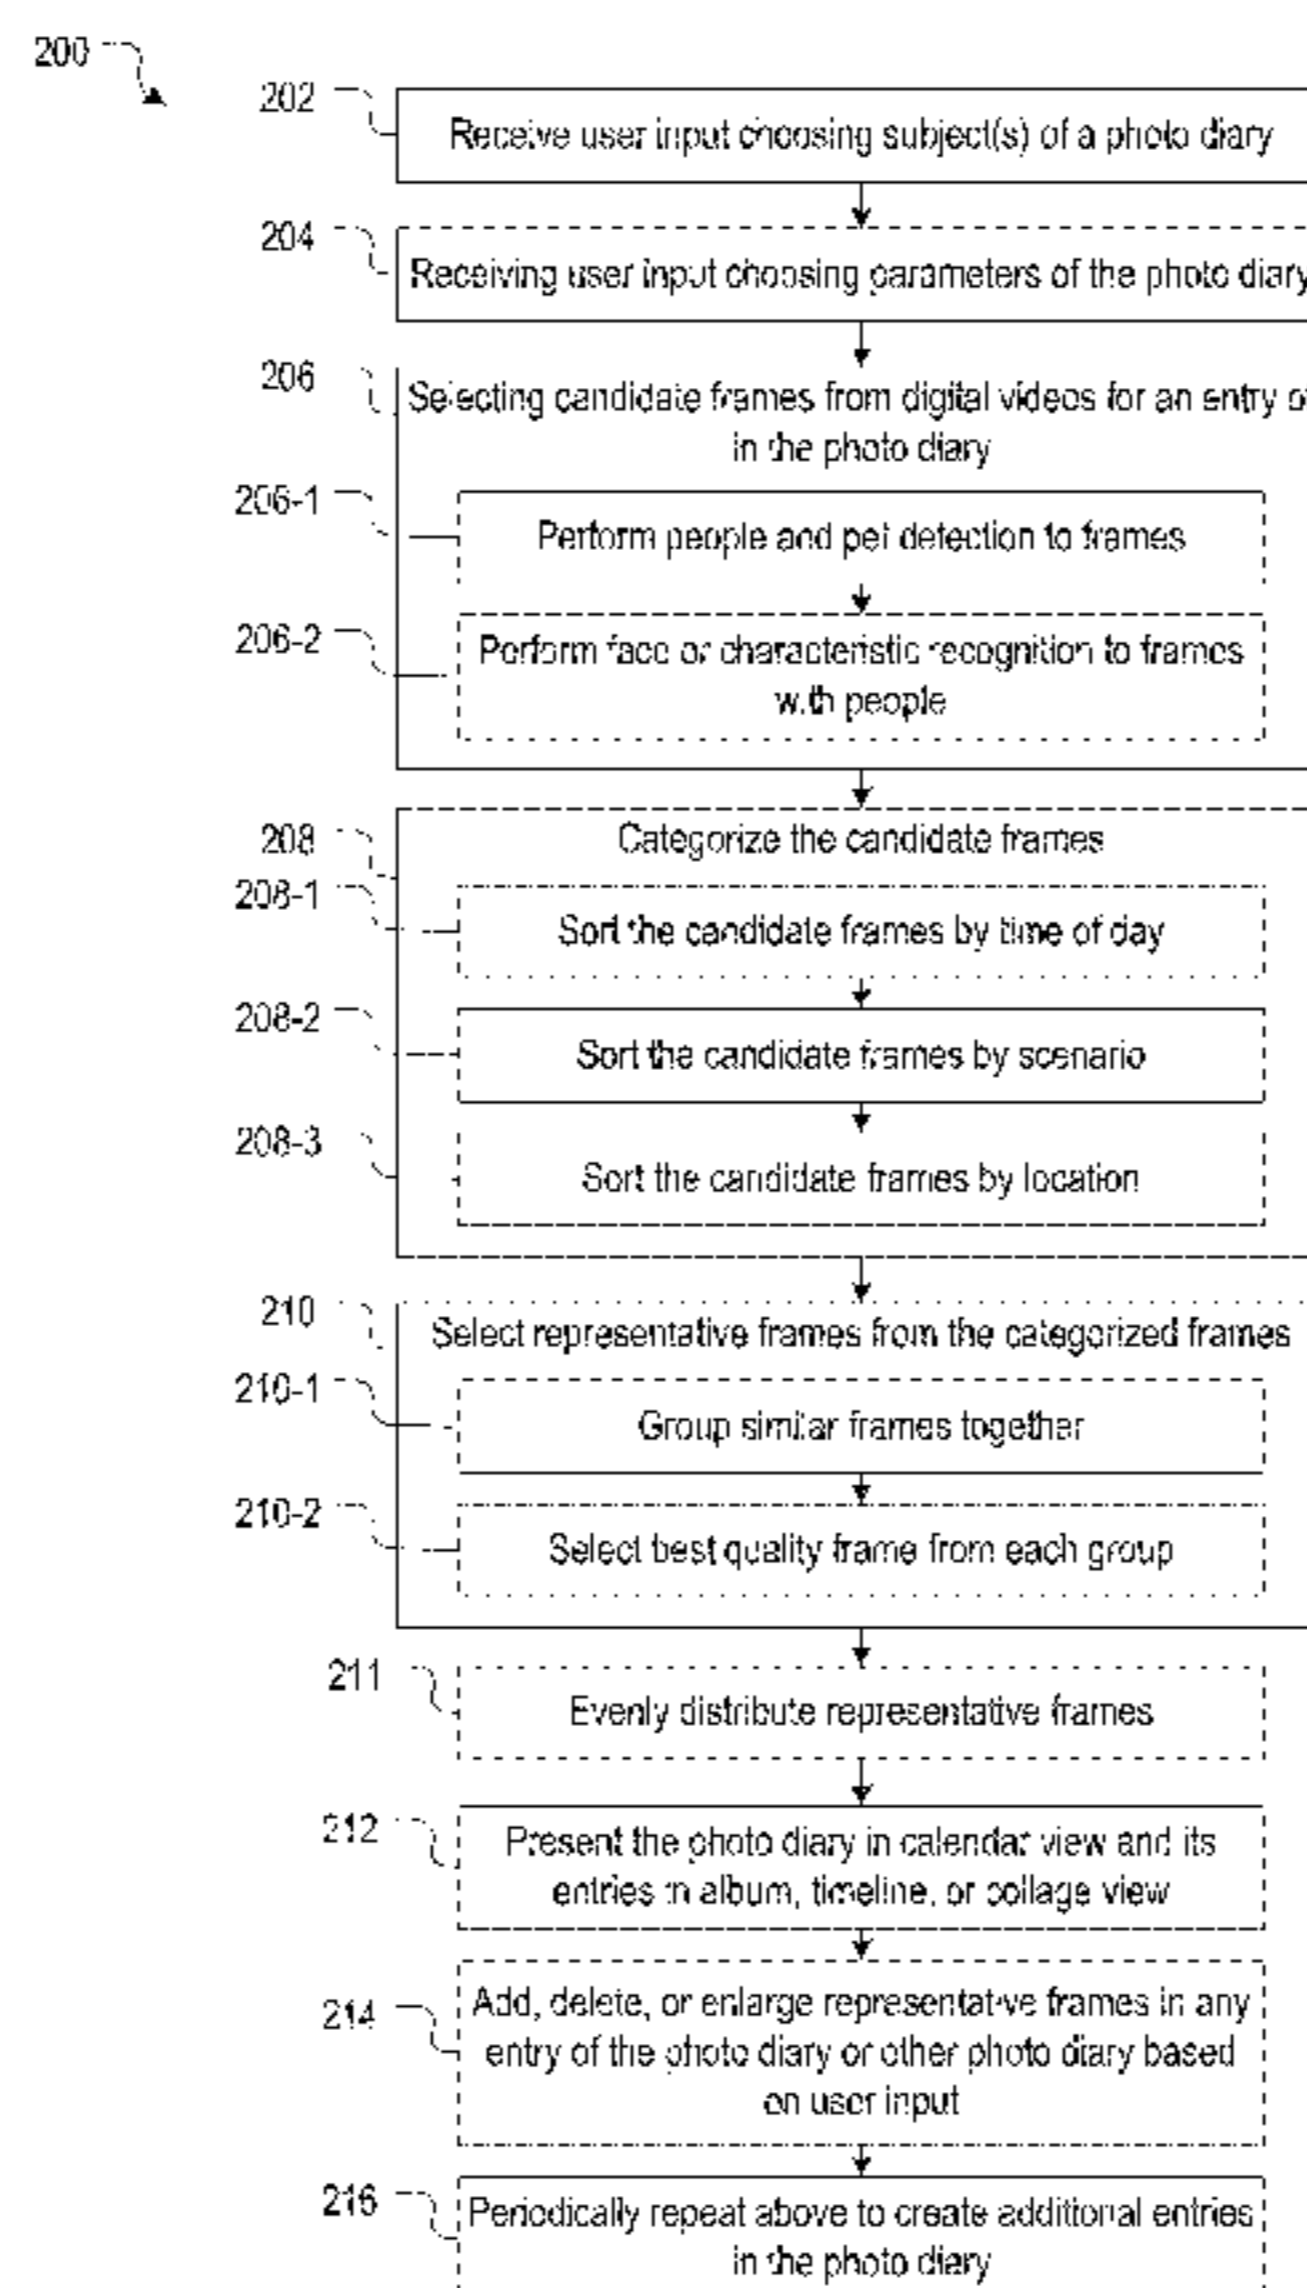 200
202
Receive user input choosing subject(s) of a photo diary
204
Receiving user input choosing parameters of the photo diary
206
Selecting candidate frames from digital videos for an entry of
in the photo diary
206-1
Perform people and pet detection to frames
206-2
Perform face or characteristic recognition to frames
with people
208
Categorize the candidate frames
208-1
Sort the candidate frames by time of day
208-2
Sort the candidate frames by scenario
208-3
Sort the candidate frames by location
210
Select representative frames from the categorized frames
210-1
Group similar frames together
210-2
Select best quality frame from each group
211
Evenly distribute representative frames
212
Present the photo diary in calendar view and its
entries in album, timeline, or collage view
214
Add, delete, or enlarge representative frames in any
entry of the photo diary or other photo diary based
on user input
216
Periodically repeat above to create additional entries
in the photo diary